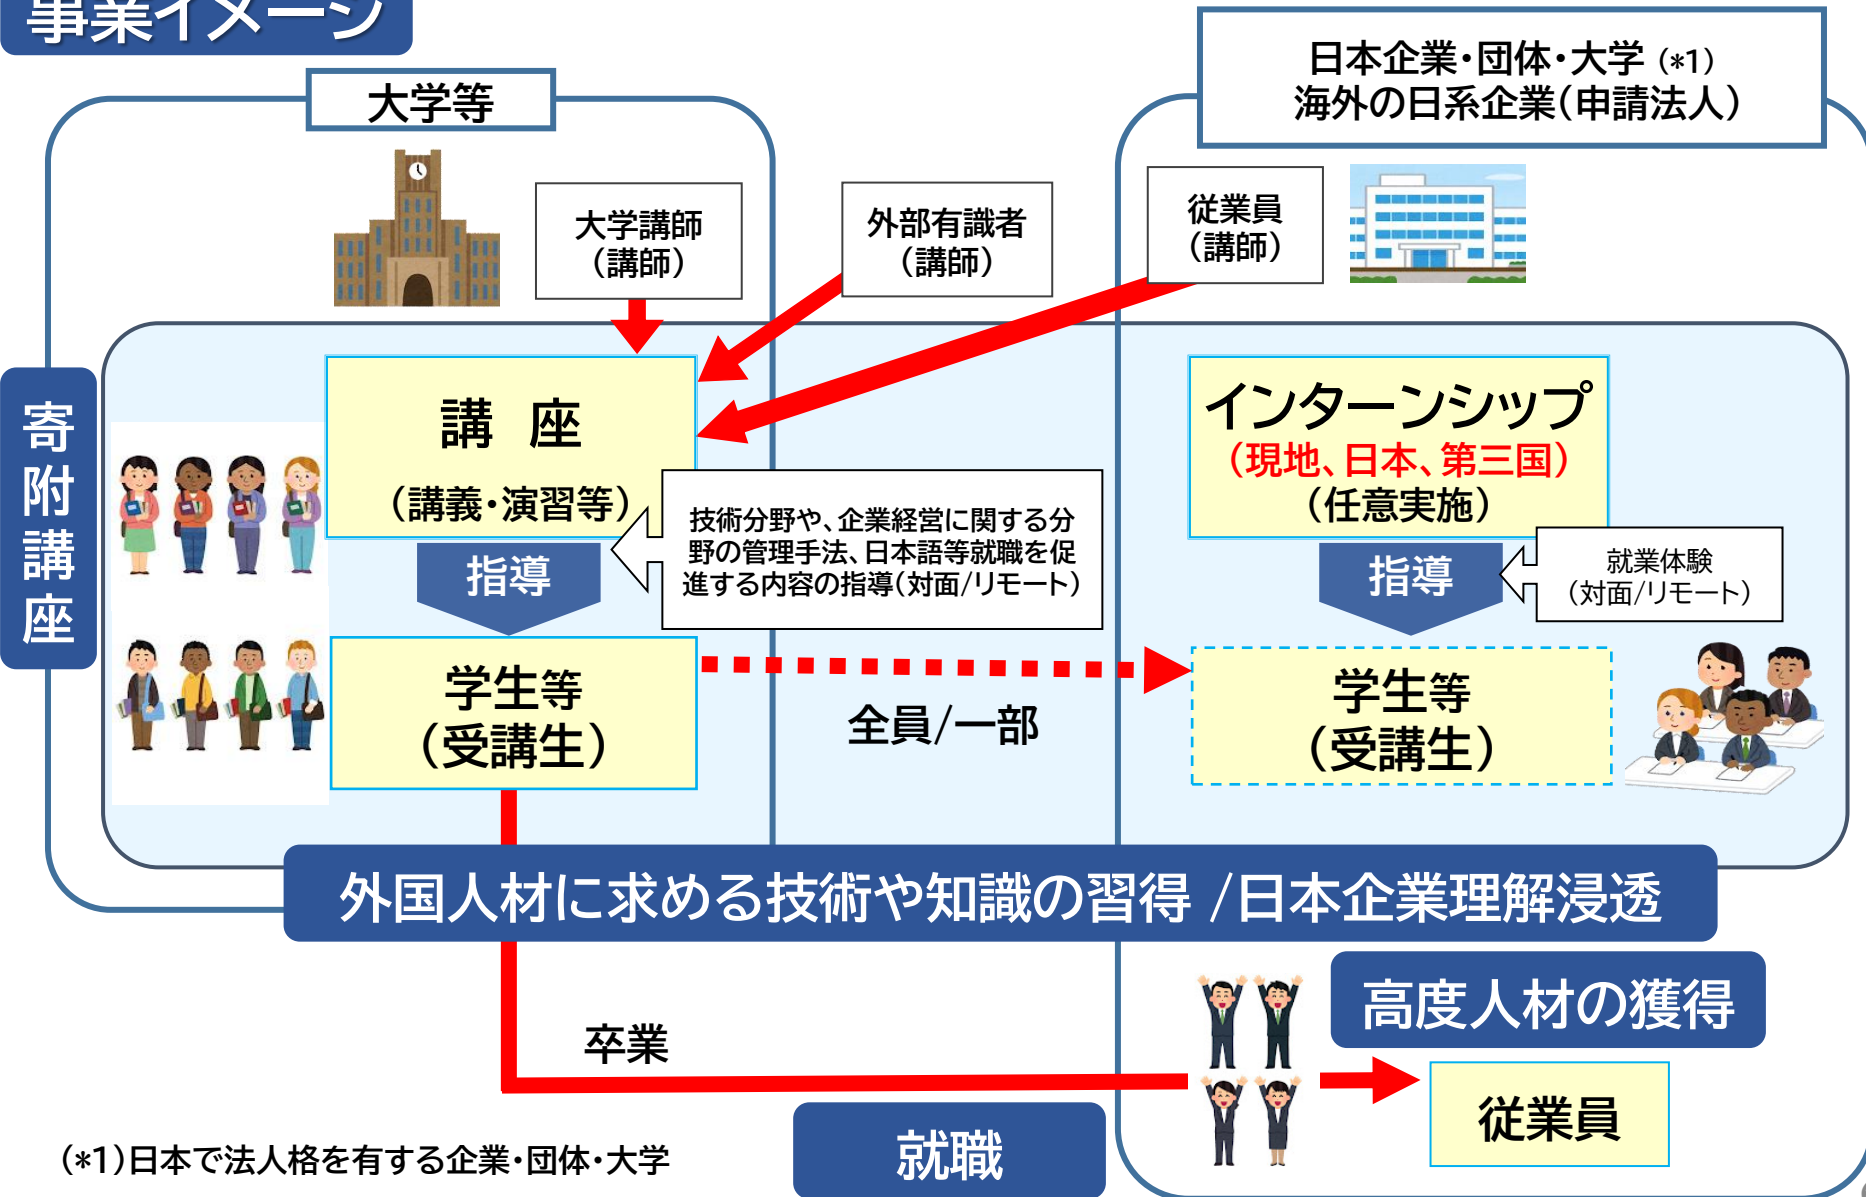 事業イメージ
大学等
日本企業・団体・大学 (*1)
海外の日系企業(申請法人)
大学講師
(講師)
外部有識者
(講師)
従業員
(講師)
寄附講座
講 座
(講義・演習等)
インターンシップ
(現地、日本、第三国)
(任意実施)
技術分野や、企業経営に関する分
野の管理手法、日本語等就職を促
進する内容の指導(対面/リモート)
指導
指導
就業体験
(対面/リモート)
学生等
(受講生)
全員/一部
学生等
(受講生)
外国人材に求める技術や知識の習得 /日本企業理解浸透
高度人材の獲得
卒業
従業員
就職
(*1)日本で法人格を有する企業・団体・大学